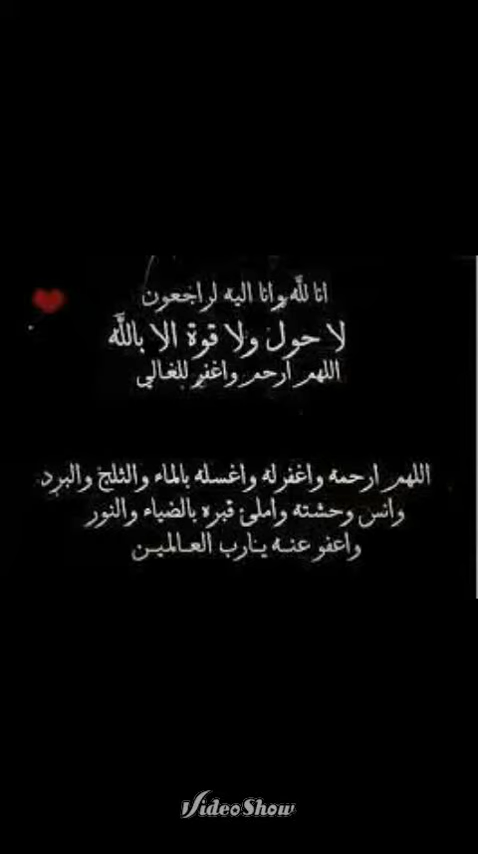 انا لله وانا اليه لراجعون
لا حول ولا قوة الا بالله
اللهم ارحم واغفر للغالي
اللهم ارحمه واغفرله واغسله بالماء والثلج والبرد
وانس وحشته واملئ قبره بالضياء والنور
واعفو عنه يارب العالمين
VideoShow